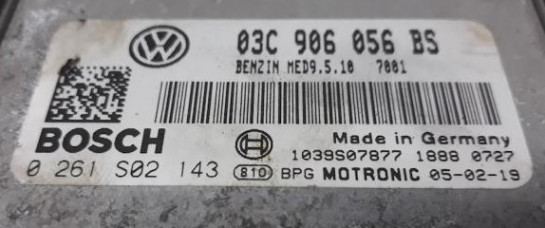 03C 906 056 BS
BENZIN MED9.5.10 7001
BOSCH
Made in Germany
1039S07877 1888 0727
0 261 S02 143 810 BPG MOTRONIC 05-02-19